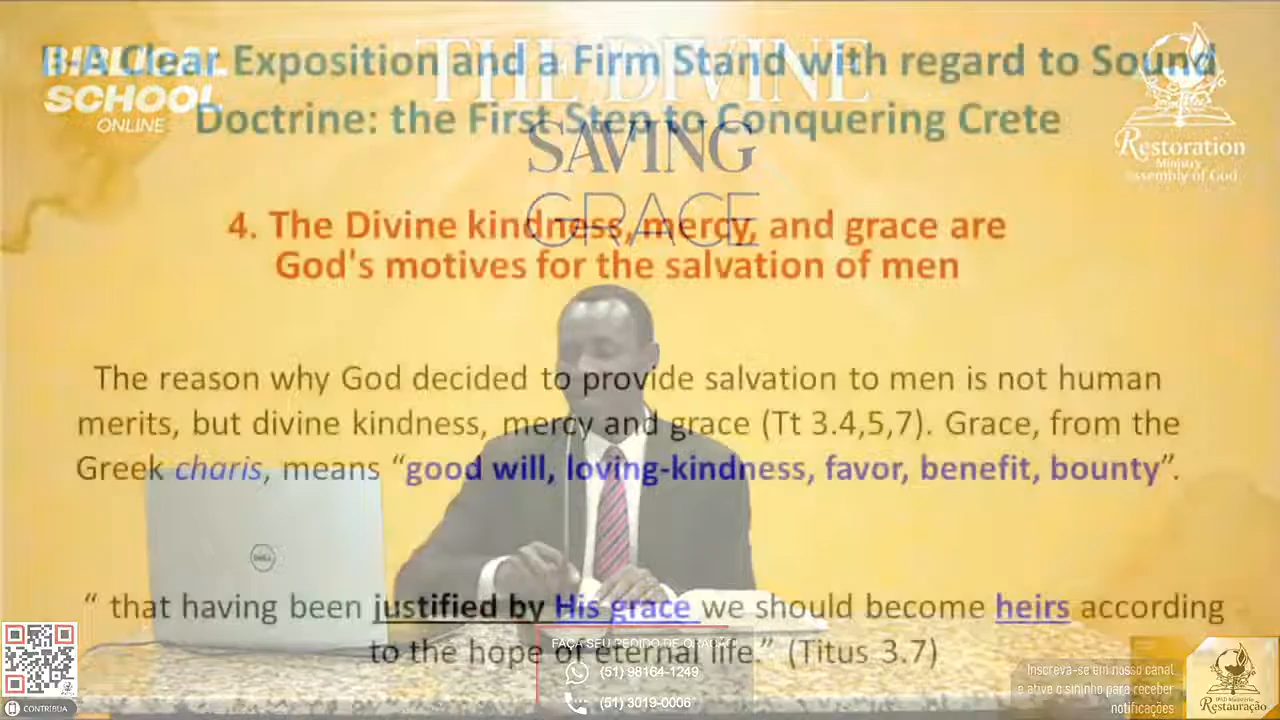 BIBLICAL
SCHOOL
ONLINE
THE DIVINE
SAVING
GRACE
Restoration
Ministry
Assembly of God
B-A Clear Exposition and a Firm Stand with regard to Sound
Doctrine: the First Step to Conquering Crete
4. The Divine kindness, mercy, and grace are
God's motives for the salvation of men
The reason why God decided to provide salvation to men is not human
merits, but divine kindness, mercy and grace (Tt 3.4,5,7). Grace, from the
Greek charis, means “good will, loving-kindness, favor, benefit, bounty”.
DELL
“ that having been justified by His grace we should become heirs according
to the hope of eternal life.” (Titus 3.7)
FAÇA SEU PEDIDO DE ORAÇÃO!
(51) 98164-1249
(51) 3019-0006
CONTRIBUA
Inscreva-se em nosso canal
e ative o sininho para receber
notificações
Restauração